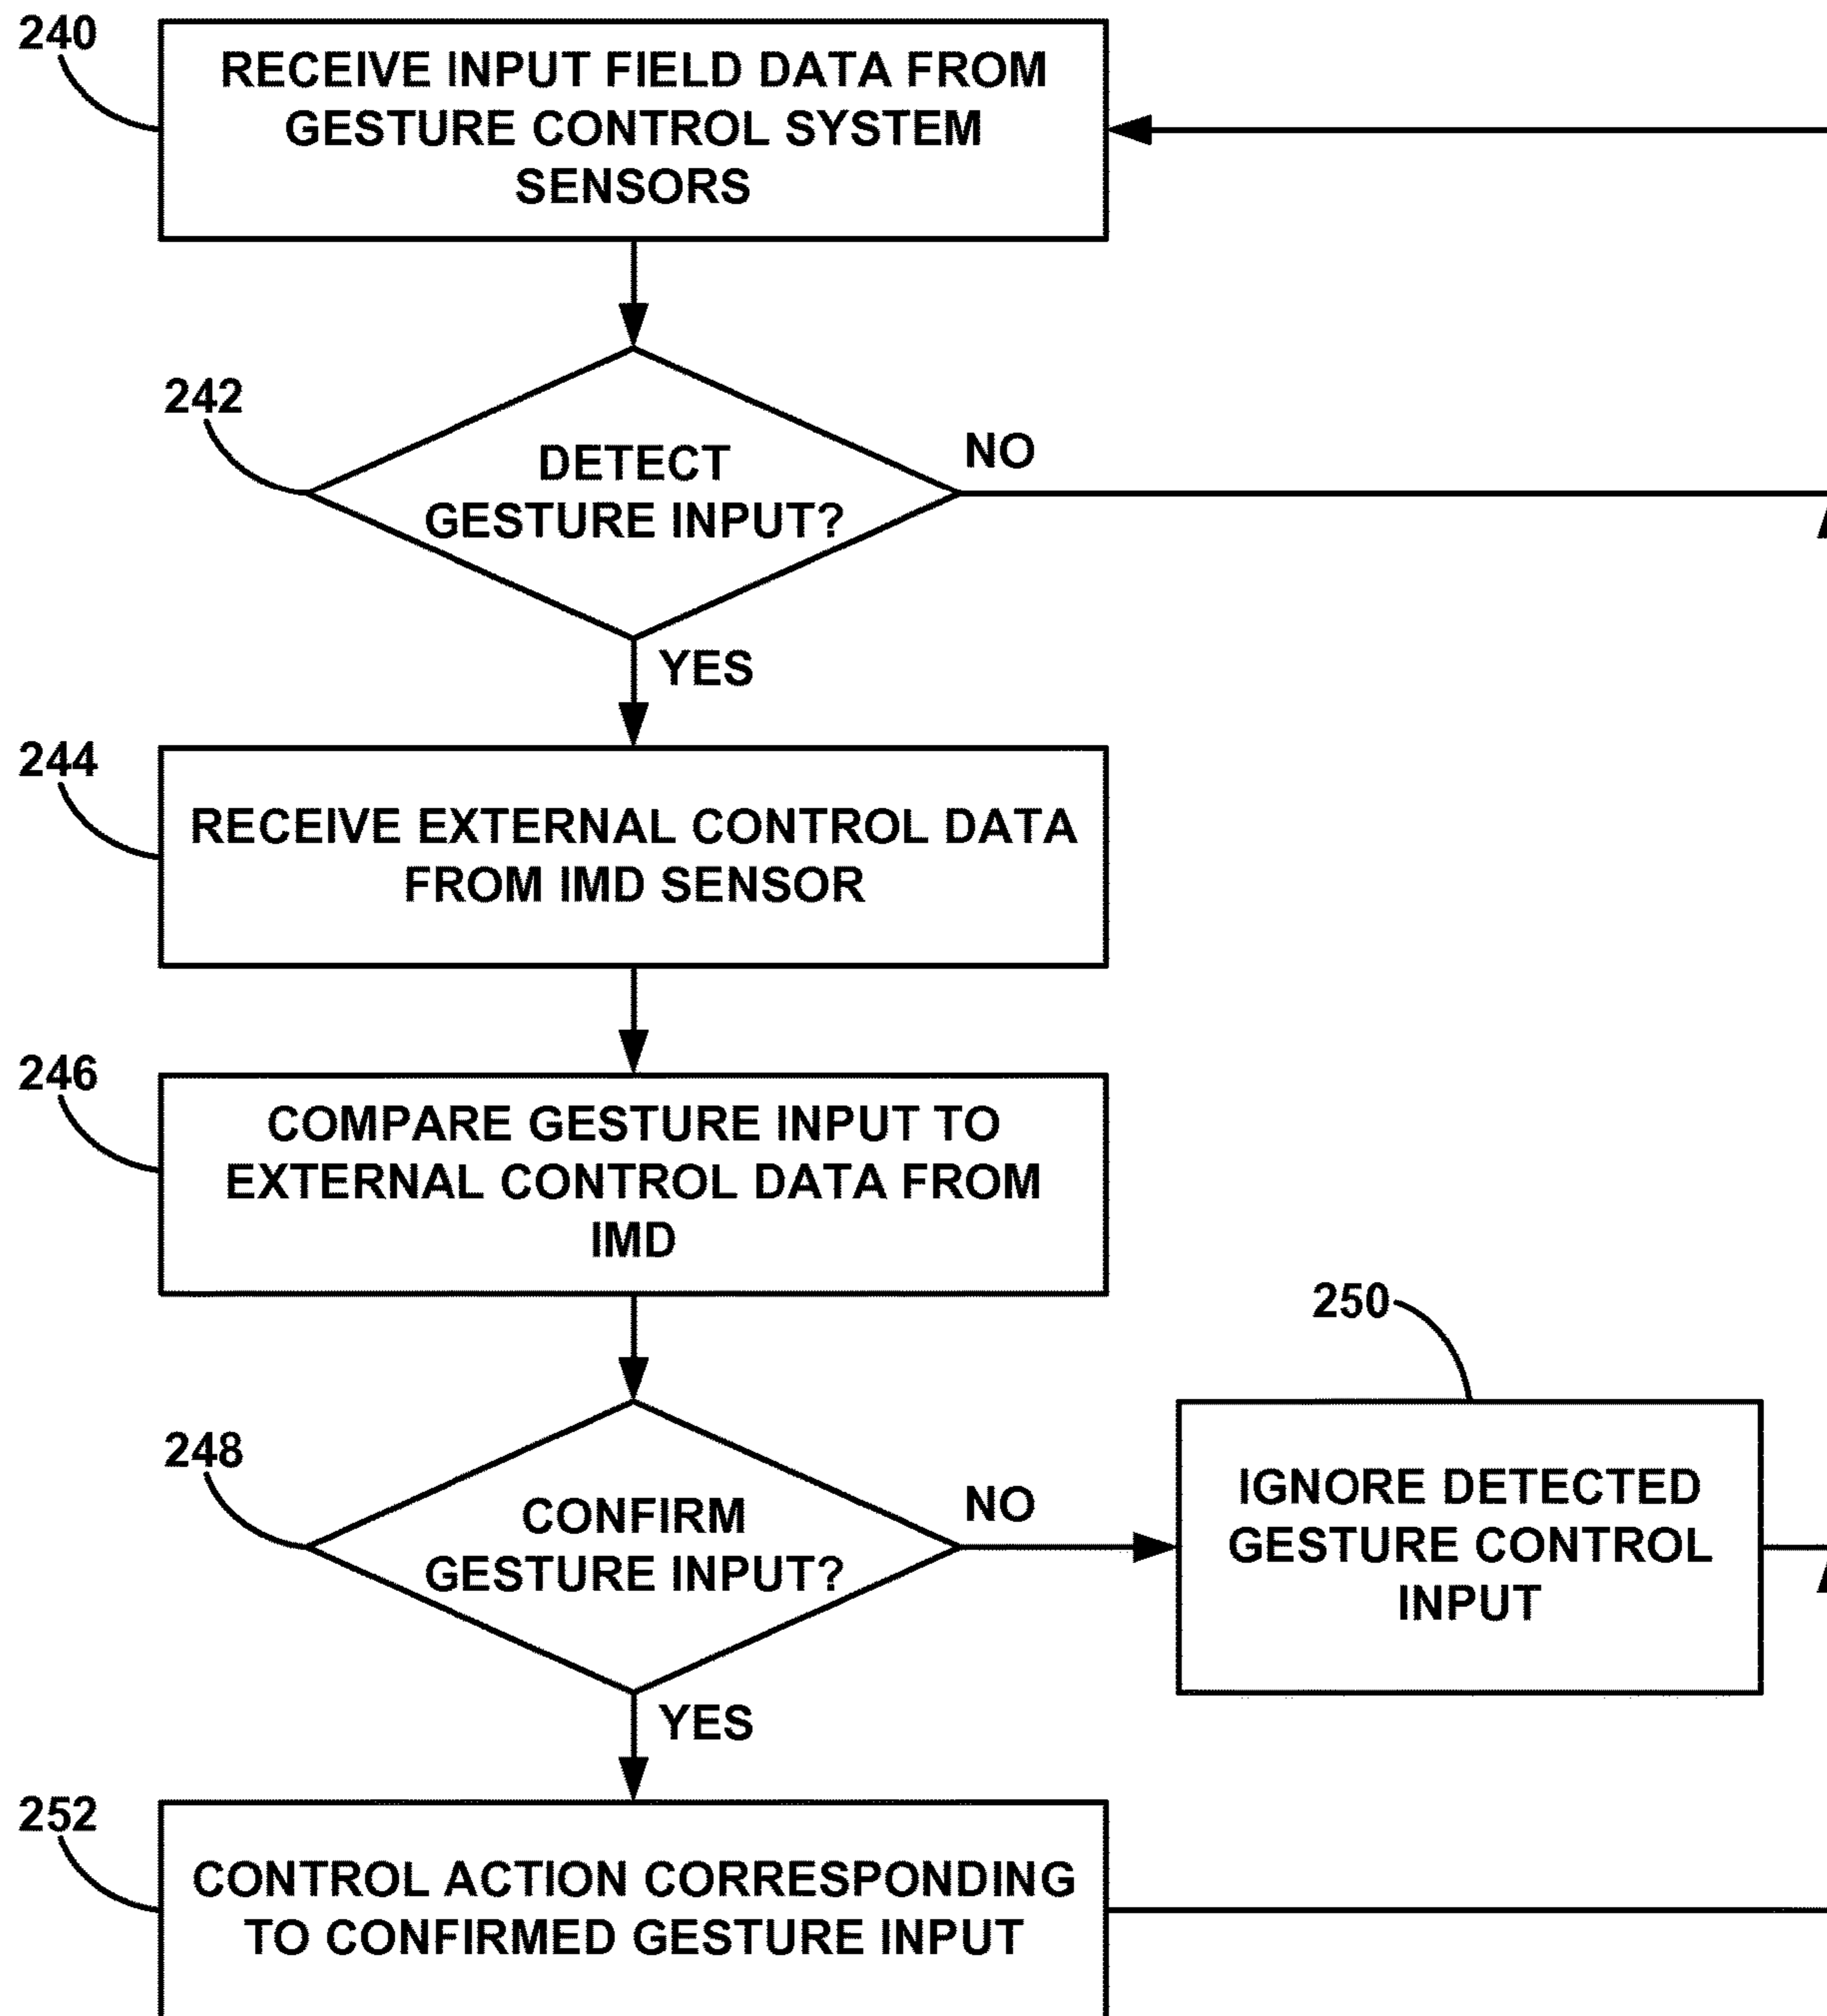 240
RECEIVE INPUT FIELD DATA FROM
GESTURE CONTROL SYSTEM
SENSORS
242
DETECT
GESTURE INPUT?
NO
YES
244
RECEIVE EXTERNAL CONTROL DATA
FROM IMD SENSOR
246
COMPARE GESTURE INPUT TO
EXTERNAL CONTROL DATA FROM
IMD
248
CONFIRM
GESTURE INPUT?
NO
250
IGNORE DETECTED
GESTURE CONTROL
INPUT
YES
252
CONTROL ACTION CORRESPONDING
TO CONFIRMED GESTURE INPUT